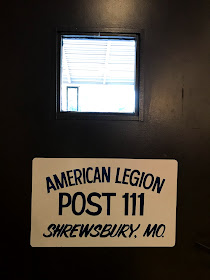 AMERICAN LEGION
POST 111
SHREWSBURY, MO.